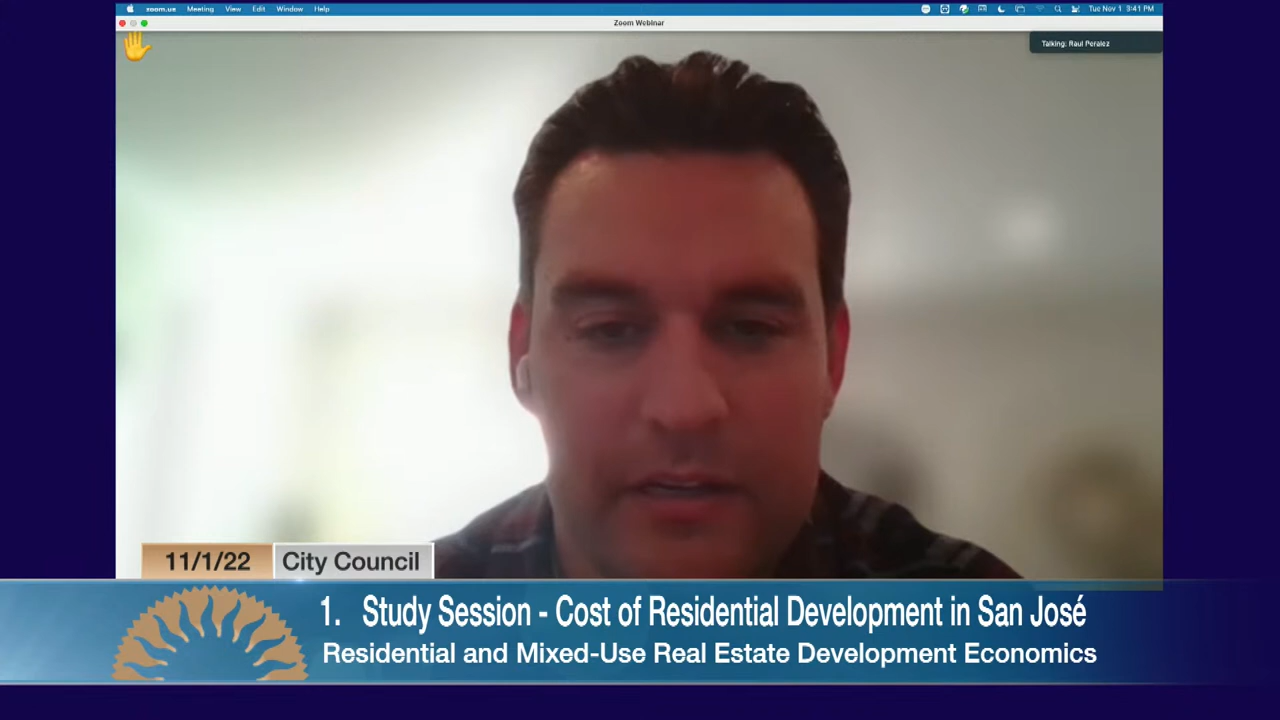 zoom.us Meeting View Edit Window Help Tue Nov 1 3:41 PM
Zoom Webinar
Talking: Raul Peralez
11/1/22 City Council
1. Study Session - Cost of Residential Development in San José
Residential and Mixed-Use Real Estate Development Economics